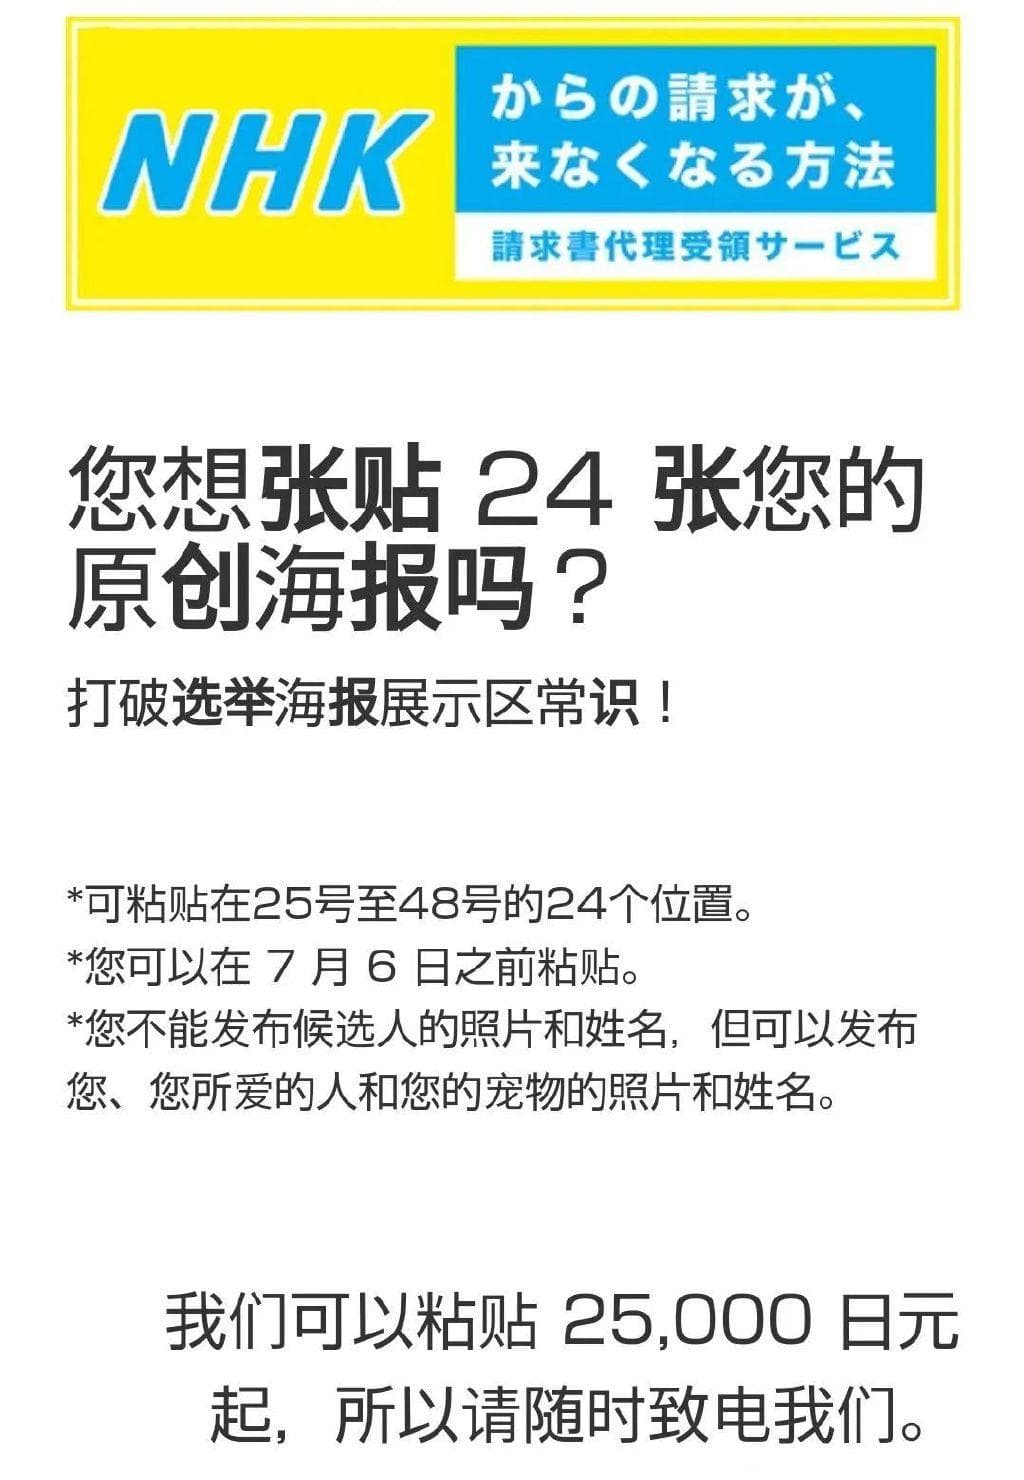 NHK
からの請求が、
来なくなる方法
請求書代理受領サービス
您想张贴 24 张您的
原创海报吗？
打破选举海报展示区常识！
*可粘贴在25号至48号的24个位置。
*您可以在 7 月 6 日之前粘贴。
*您不能发布候选人的照片和姓名，但可以发布
您、您所爱的人和您的宠物的照片和姓名。
我们可以粘贴 25,000 日元
起，所以请随时致电我们。